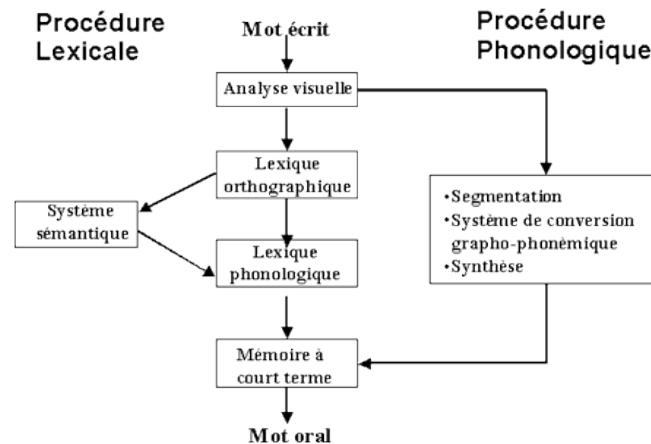 Procédure
Lexicale
Mot écrit
Procédure
Phonologique
Analyse visuelle
Lexique
orthographique
Système
sémantique
Lexique
phonologique
•Segmentation
•Système de conversion
grapho-phonèmique
•Synthèse
Mémoire à
court terme
Mot oral